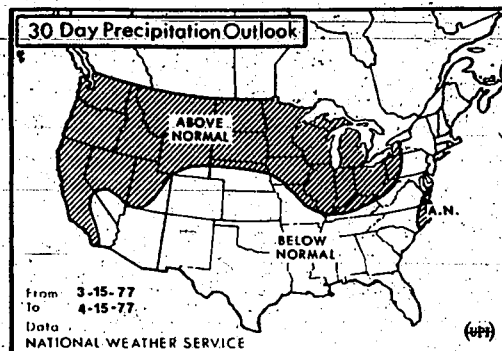 30 Day Precipitation Outlook
ABOVE
NORMAL
A.N.
BELOW
NORMAL
From 3-15-77
To 4-15-77
Data
NATIONAL WEATHER SERVICE
(UPI)